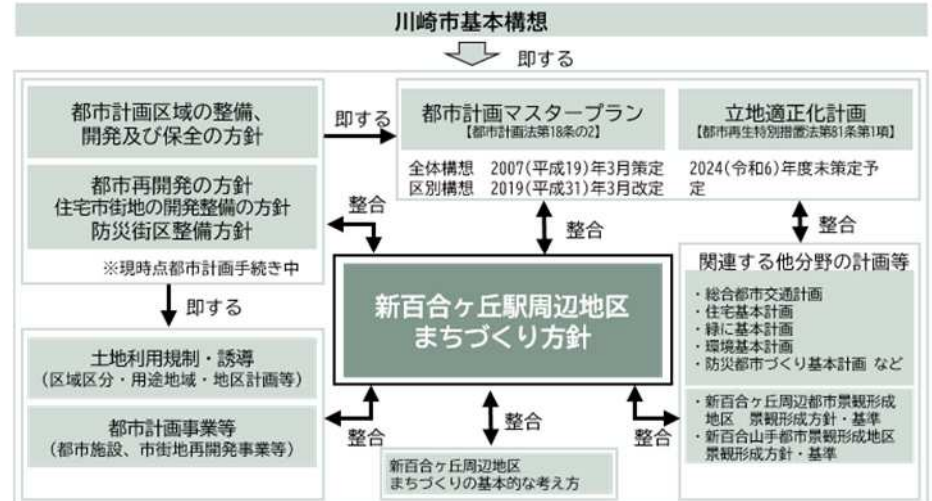 川崎市基本構想
即する
都市計画区域の整備、
開発及び保全の方針
即する
都市計画マスタープラン
【都市計画法第18条の2】
立地適正化計画
【都市再生特別措置法第81条第1項】
全体構想 2007(平成19)年3月策定
区別構想 2019(平成31)年3月改定
2024(令和6)年度末策定予
定
都市再開発の方針
住宅市街地の開発整備の方針
防災街区整備方針
※現時点都市計画手続き中
整合
整合
整合
即する
新百合ヶ丘駅周辺地区
まちづくり方針
関連する他分野の計画等
・総合都市交通計画
・住宅基本計画
・緑に基本計画
・環境基本計画
・防災都市づくり基本計画 など
・新百合ヶ丘周辺都市景観形成
地区 景観形成方針・基準
・新百合山手都市景観形成地区
景観形成方針・基準
土地利用規制・誘導
(区域区分・用途地域・地区計画等)
都市計画事業等
(都市施設、市街地再開発事業等)
整合
整合
整合
新百合ヶ丘周辺地区
まちづくりの基本的な考え方